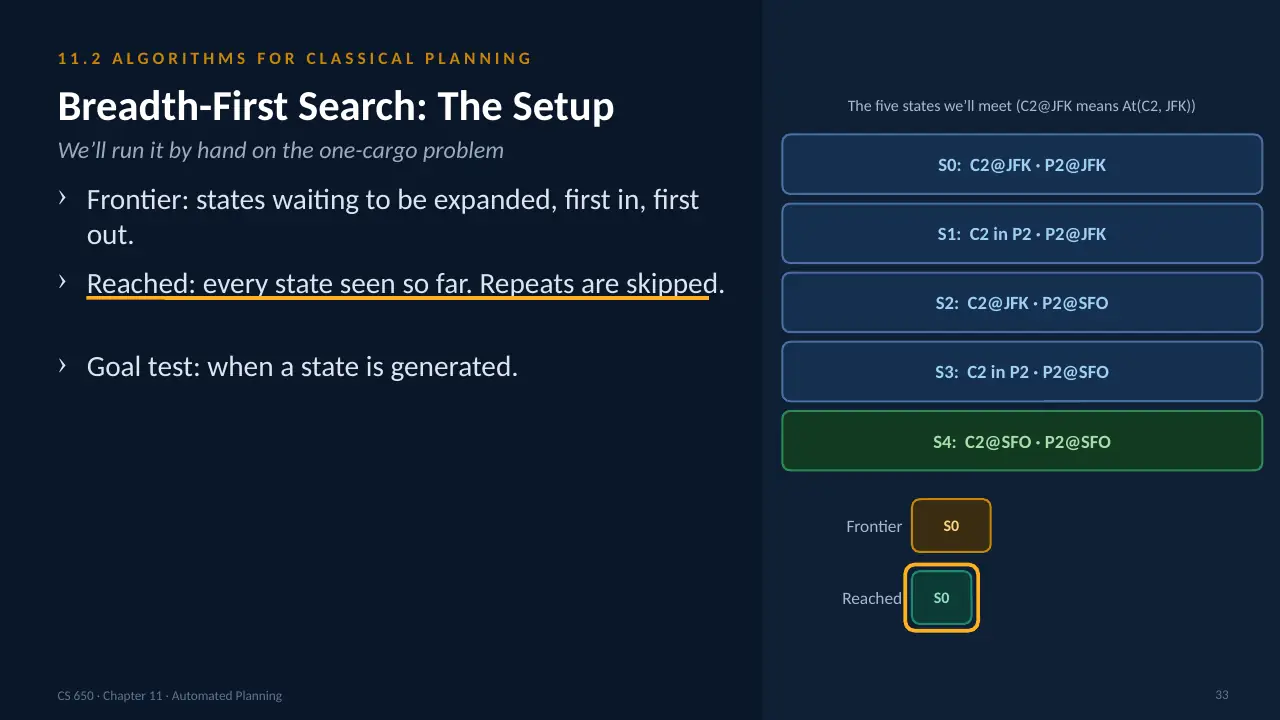 11.2 ALGORITHMS FOR CLASSICAL PLANNING
Breadth-First Search: The Setup
We’ll run it by hand on the one-cargo problem
› Frontier: states waiting to be expanded, first in, first
out.
› Reached: every state seen so far. Repeats are skipped.
› Goal test: when a state is generated.
The five states we’ll meet (C2@JFK means At(C2, JFK))
S0: C2@JFK · P2@JFK
S1: C2 in P2 · P2@JFK
S2: C2@JFK · P2@SFO
S3: C2 in P2 · P2@SFO
S4: C2@SFO · P2@SFO
Frontier S0
Reached S0
CS 650 · Chapter 11 · Automated Planning
33